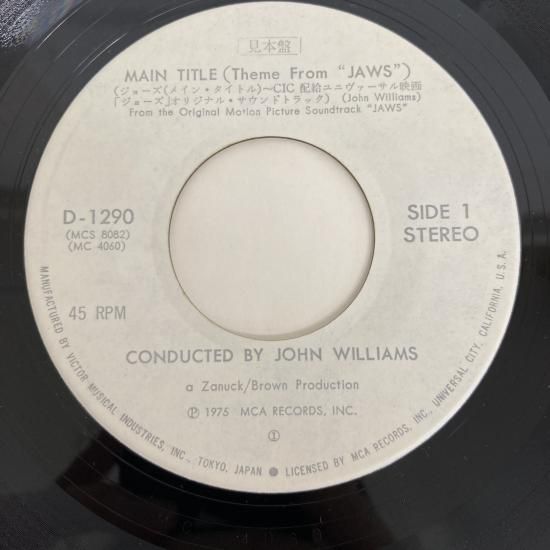 見本盤
MAIN TITLE (Theme From “JAWS”)
(ジョーズ(メイン・タイトル)～CIC 配給ユニヴァーサル映画
「ジョーズ」オリジナル・サウンドトラック) (John Williams)
From the Original Motion Picture Soundtrack “JAWS”
D-1290
(MCS 8082)
(MC 4060)
SIDE 1
STEREO
45 RPM
CONDUCTED BY JOHN WILLIAMS
a Zanuck/Brown Production
Ⓟ 1975 MCA RECORDS, INC.
①
MANUFACTURED BY VICTOR MUSICAL INDUSTRIES, INC., TOKYO, JAPAN ● LICENSED BY MCA RECORDS, INC., UNIVERSAL CITY, CALIFORNIA, U.S.A.